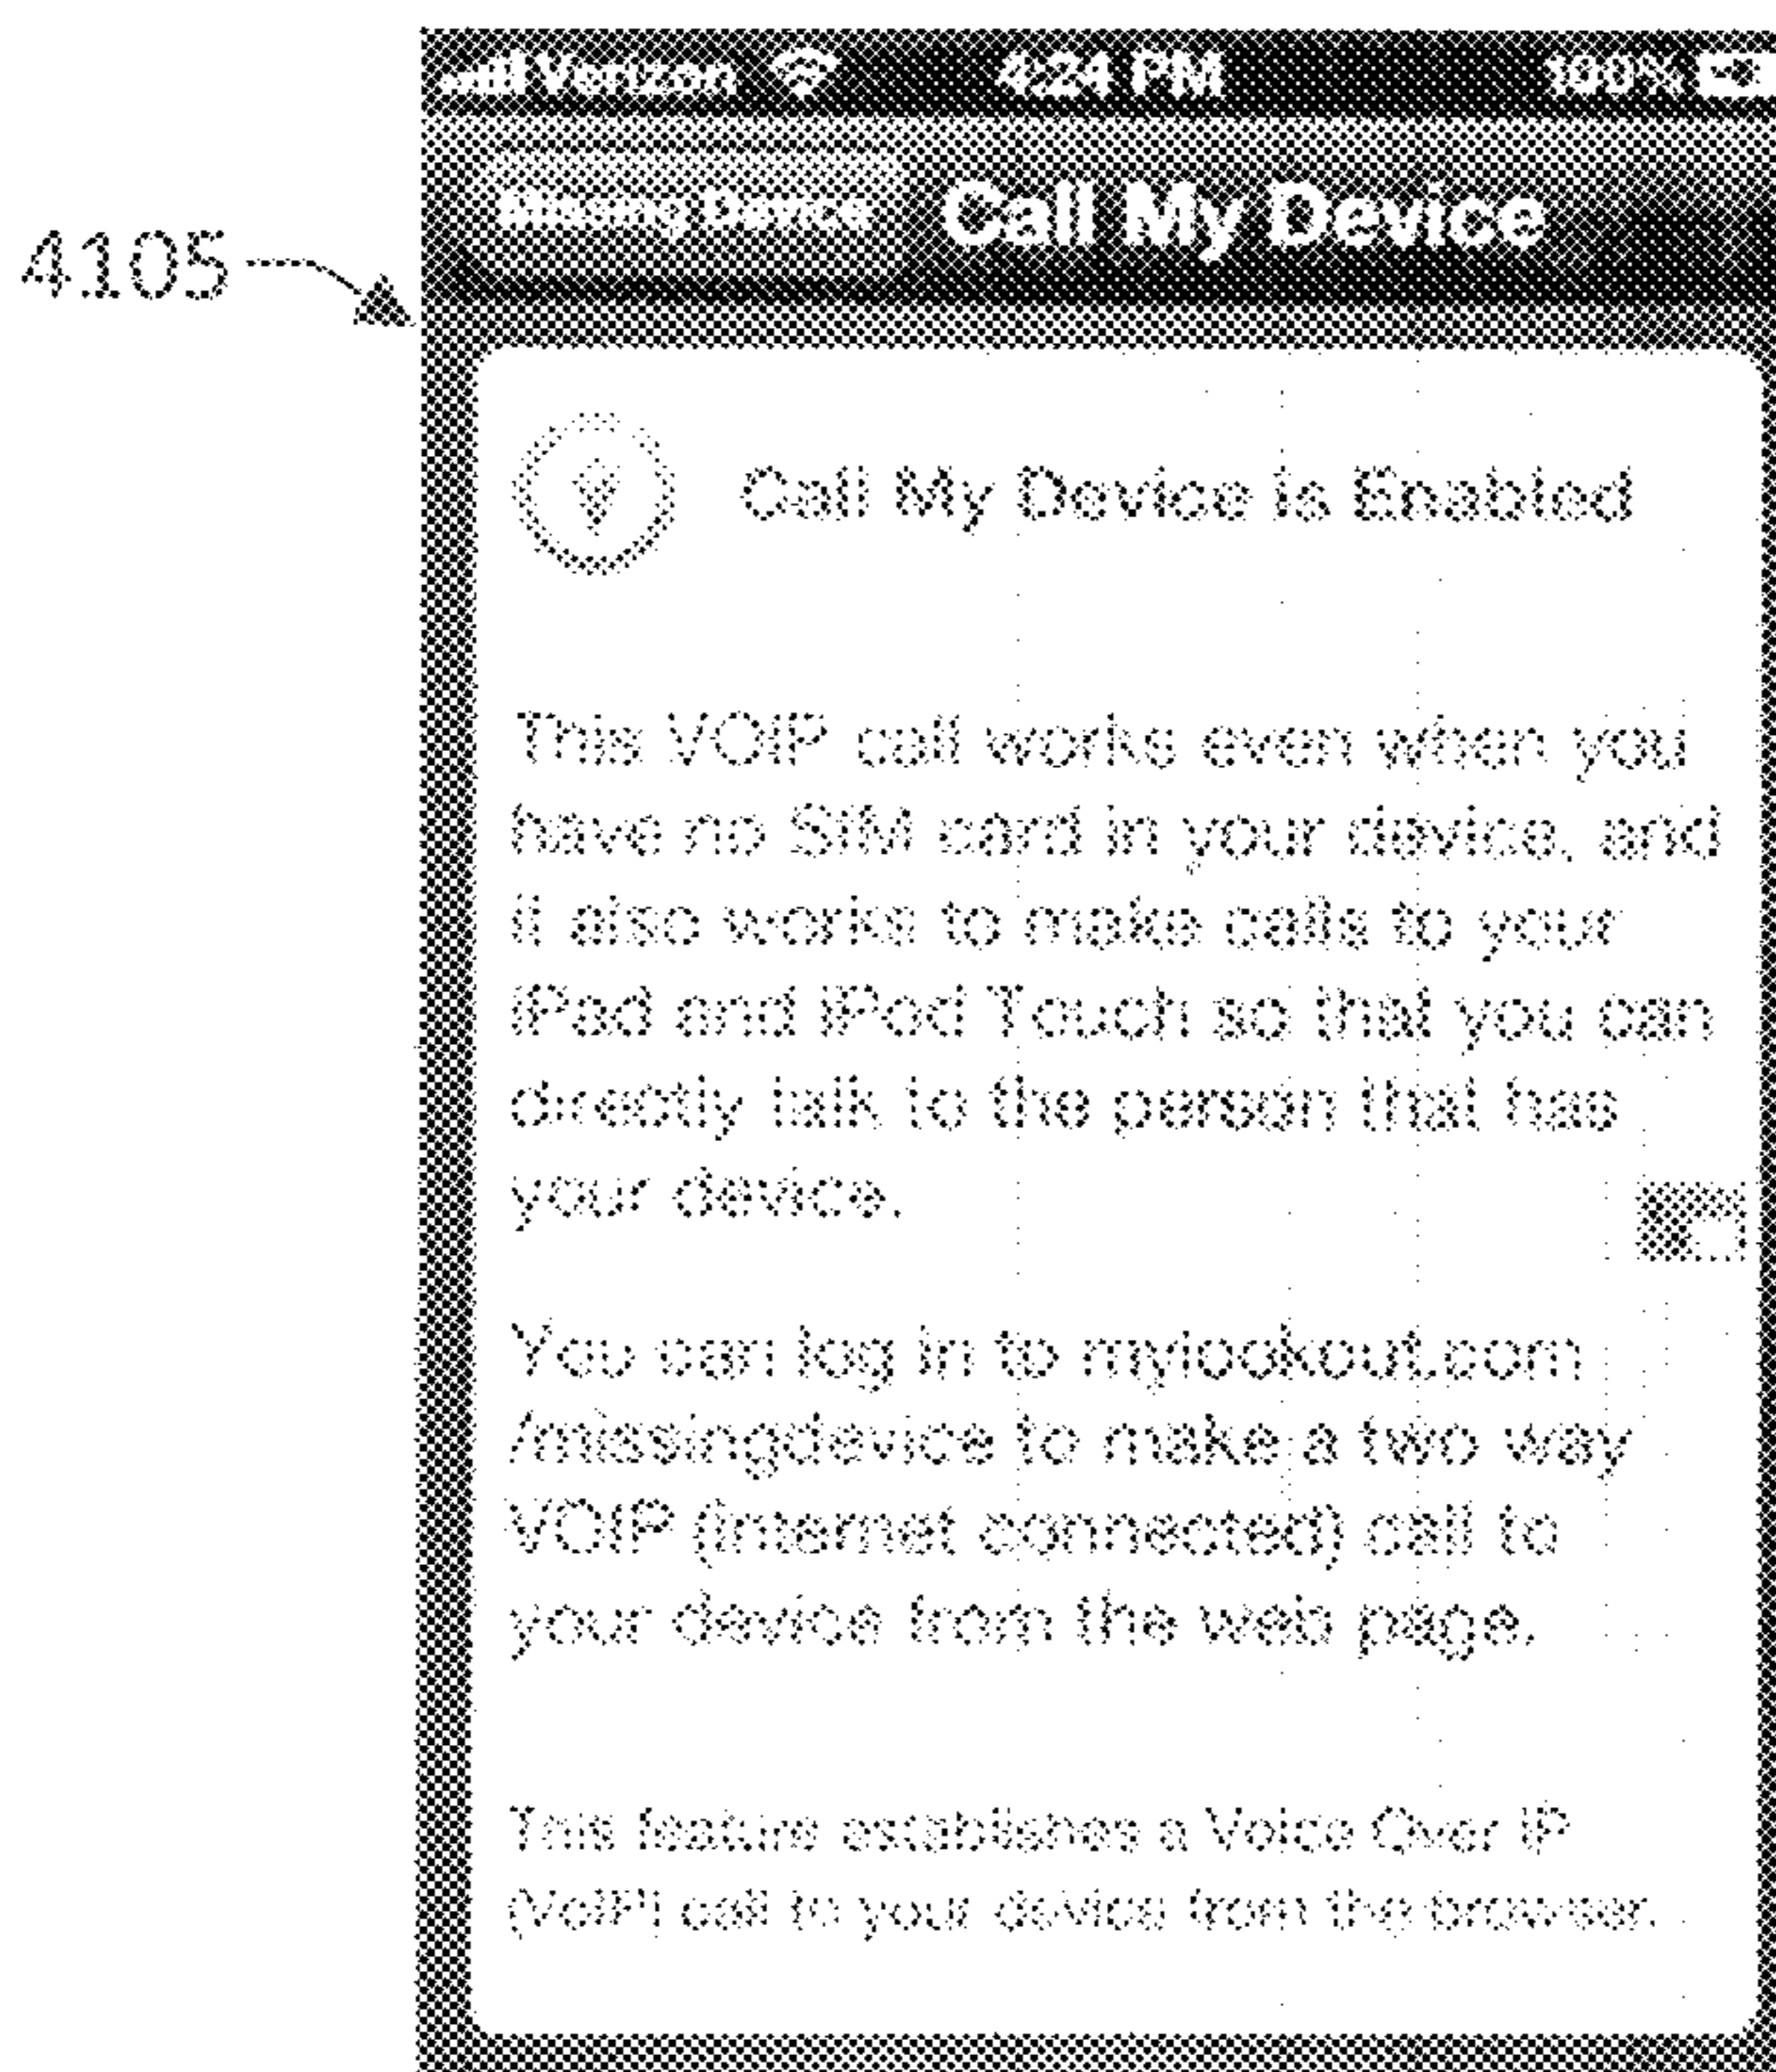 Verizon 4:24 PM 100%
Missing Device Call My Device
4105
Call My Device is Enabled
This VOIP call works even when you
have no SIM card in your device, and
it also works to make calls to your
iPad and iPod Touch so that you can
directly talk to the person that has
your device.
You can log in to mylookout.com
/missingdevice to make a two way
VOIP (internet connected) call to
your device from the web page.
This feature establishes a Voice Over IP
(VoIP) call to your device from the browser.